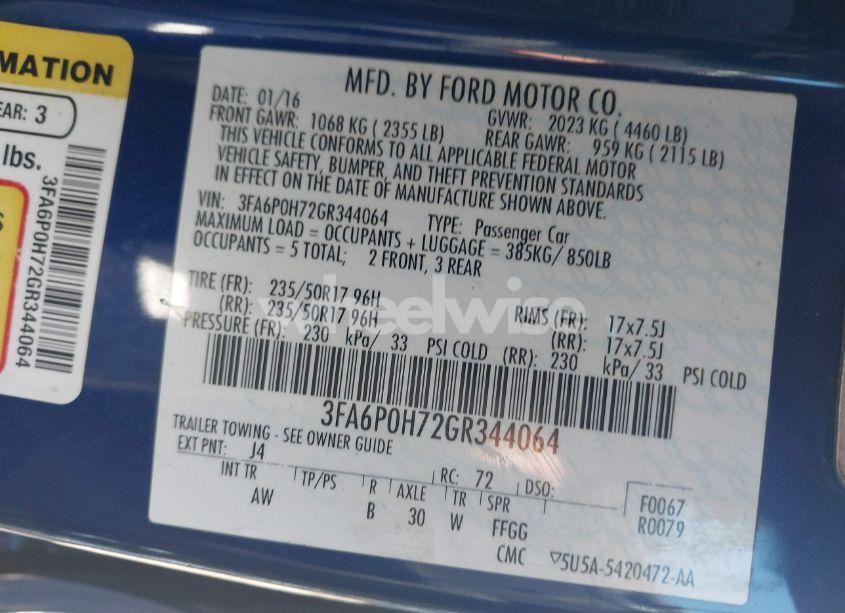 MATION
EAR: 3
lbs.
3FA6P0H72GR344064
MFD. BY FORD MOTOR CO.
DATE: 01/16 GVWR: 2023 KG ( 4460 LB)
FRONT GAWR: 1068 KG ( 2355 LB) REAR GAWR: 959 KG ( 2115 LB)
THIS VEHICLE CONFORMS TO ALL APPLICABLE FEDERAL MOTOR
VEHICLE SAFETY, BUMPER, AND THEFT PREVENTION STANDARDS
IN EFFECT ON THE DATE OF MANUFACTURE SHOWN ABOVE.
VIN: 3FA6P0H72GR344064 TYPE: Passenger Car
MAXIMUM LOAD = OCCUPANTS + LUGGAGE = 385KG/ 850LB
OCCUPANTS = 5 TOTAL; 2 FRONT, 3 REAR
TIRE (FR): 235/50R17 96H RIMS (FR): 17x7.5J
(RR): 235/50R17 96H (RR): 17x7.5J
PRESSURE (FR): 230 kPa/ 33 PSI COLD (RR): 230 kPa/ 33 PSI COLD
wheelwise
3FA6P0H72GR344064
TRAILER TOWING - SEE OWNER GUIDE
EXT PNT: J4 RC: 72 DSO:
INT TR TP/PS R AXLE TR SPR F0067
AW B 30 W FFGG R0079
CMC ▽5U5A-5420472-AA